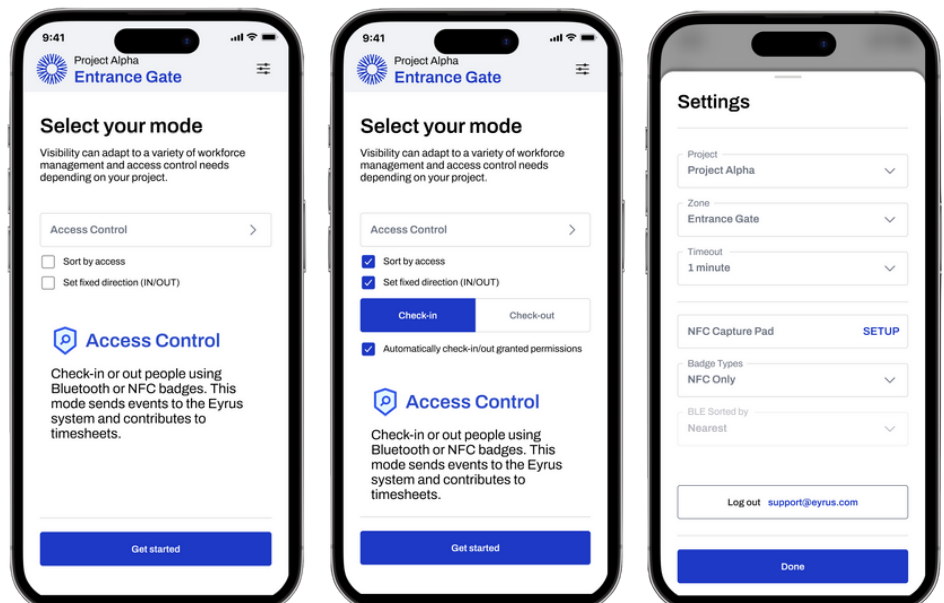 9:41
Project Alpha
Entrance Gate
Select your mode
Visibility can adapt to a variety of workforce
management and access control needs
depending on your project.
Access Control
Sort by access
Set fixed direction (IN/OUT)
Access Control
Check-in or out people using
Bluetooth or NFC badges. This
mode sends events to the Eyrus
system and contributes to
timesheets.
Get started
9:41
Project Alpha
Entrance Gate
Select your mode
Visibility can adapt to a variety of workforce
management and access control needs
depending on your project.
Access Control
Sort by access
Set fixed direction (IN/OUT)
Check-in Check-out
Automatically check-in/out granted permissions
Access Control
Check-in or out people using
Bluetooth or NFC badges. This
mode sends events to the Eyrus
system and contributes to
timesheets.
Get started
Settings
Project
Project Alpha
Zone
Entrance Gate
Timeout
1 minute
NFC Capture Pad SETUP
Badge Types
NFC Only
BLE Sorted by
Nearest
Log out support@eyrus.com
Done